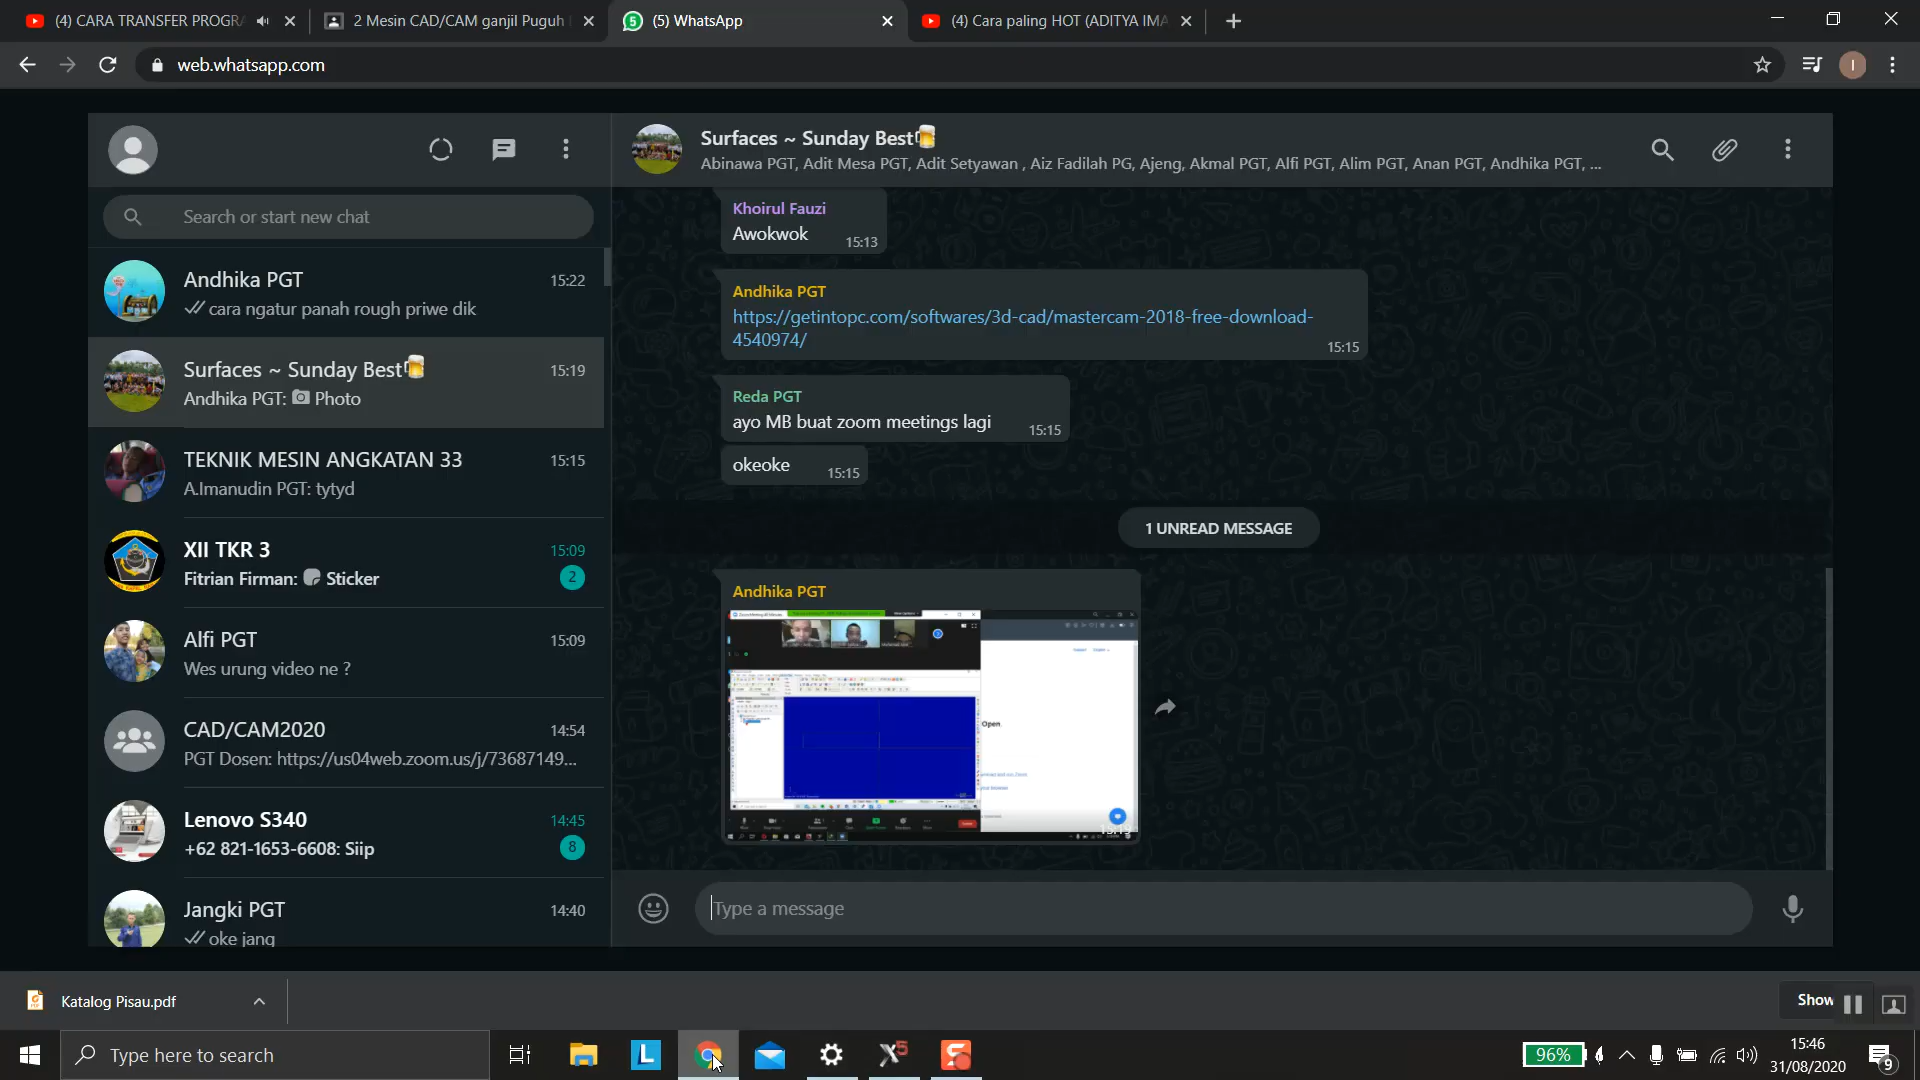 (4) CARA TRANSFER PROGRA
2 Mesin CAD/CAM ganjil Puguh
(5) WhatsApp
(4) Cara paling HOT (ADITYA IMA
web.whatsapp.com
I
Search or start new chat
Andhika PGT 15:22
cara ngatur panah rough priwe dik
Surfaces ~ Sunday Best🍺 15:19
Andhika PGT: Photo
TEKNIK MESIN ANGKATAN 33 15:15
A.Imanudin PGT: tytyd
XII TKR 3 15:09
Fitrian Firman: Sticker 2
Alfi PGT 15:09
Wes urung video ne ?
CAD/CAM2020 14:54
PGT Dosen: https://us04web.zoom.us/j/73687149...
Lenovo S340 14:45
+62 821-1653-6608: Siip 8
Jangki PGT 14:40
oke jang
Surfaces ~ Sunday Best🍺
Abinawa PGT, Adit Mesa PGT, Adit Setyawan , Aiz Fadilah PG, Ajeng, Akmal PGT, Alfi PGT, Alim PGT, Anan PGT, Andhika PGT, ...
Khoirul Fauzi
Awokwok 15:13
Andhika PGT
https://getintopc.com/softwares/3d-cad/mastercam-2018-free-download-
4540974/ 15:15
Reda PGT
ayo MB buat zoom meetings lagi 15:15
okeoke 15:15
1 UNREAD MESSAGE
Andhika PGT
Open
15:19
Type a message
Katalog Pisau.pdf
Show
Type here to search
L
X5
96%
15:46
31/08/2020
9